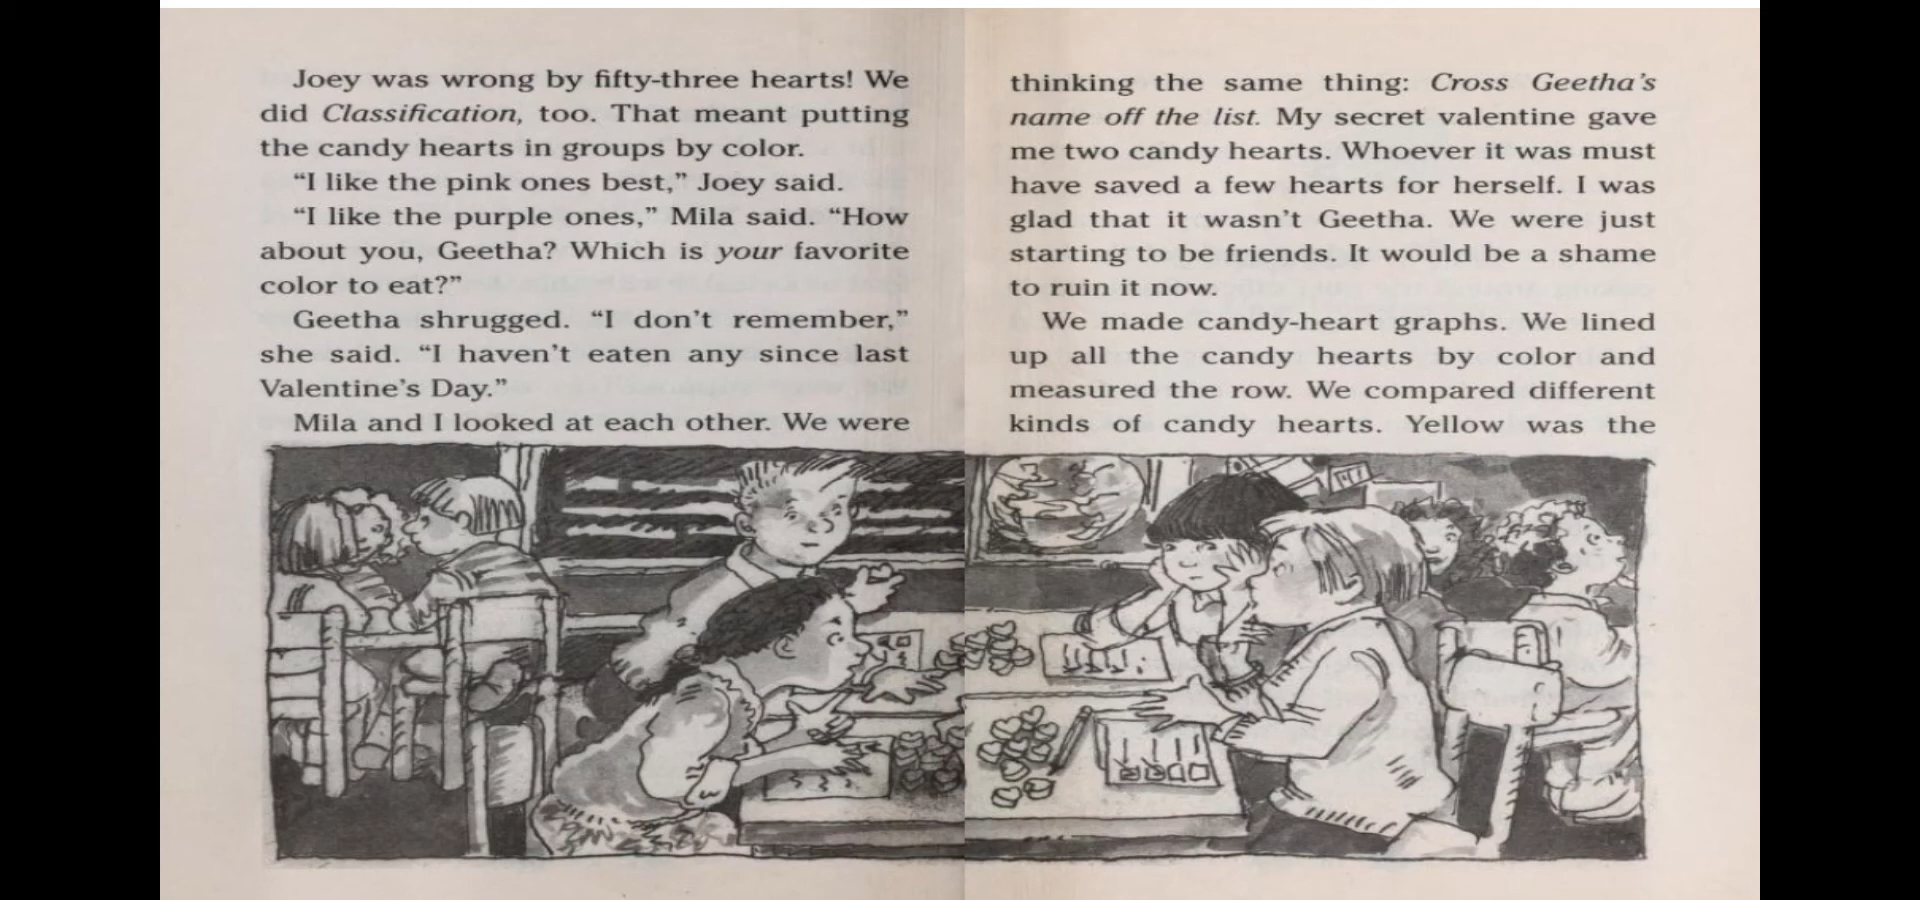 Joey was wrong by fifty-three hearts! We
did Classification, too. That meant putting
the candy hearts in groups by color.
“I like the pink ones best,” Joey said.
“I like the purple ones,” Mila said. “How
about you, Geetha? Which is your favorite
color to eat?”
Geetha shrugged. “I don’t remember,”
she said. “I haven’t eaten any since last
Valentine’s Day.”
Mila and I looked at each other. We were
thinking the same thing: Cross Geetha’s
name off the list. My secret valentine gave
me two candy hearts. Whoever it was must
have saved a few hearts for herself. I was
glad that it wasn’t Geetha. We were just
starting to be friends. It would be a shame
to ruin it now.
We made candy-heart graphs. We lined
up all the candy hearts by color and
measured the row. We compared different
kinds of candy hearts. Yellow was the